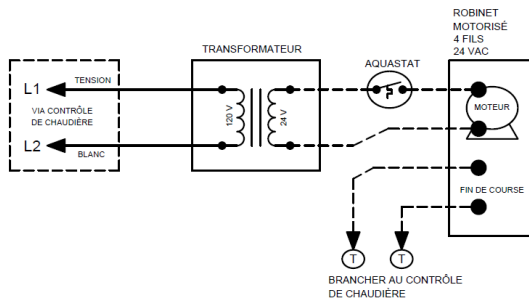 ROBINET
MOTORISÉ
4 FILS
24 VAC
TRANSFORMATEUR
AQUASTAT
L1
TENSION
VIA CONTRÔLE
DE CHAUDIÈRE
L2
BLANC
120 V
24 V
MOTEUR
FIN DE COURSE
T
T
BRANCHER AU CONTRÔLE
DE CHAUDIÈRE